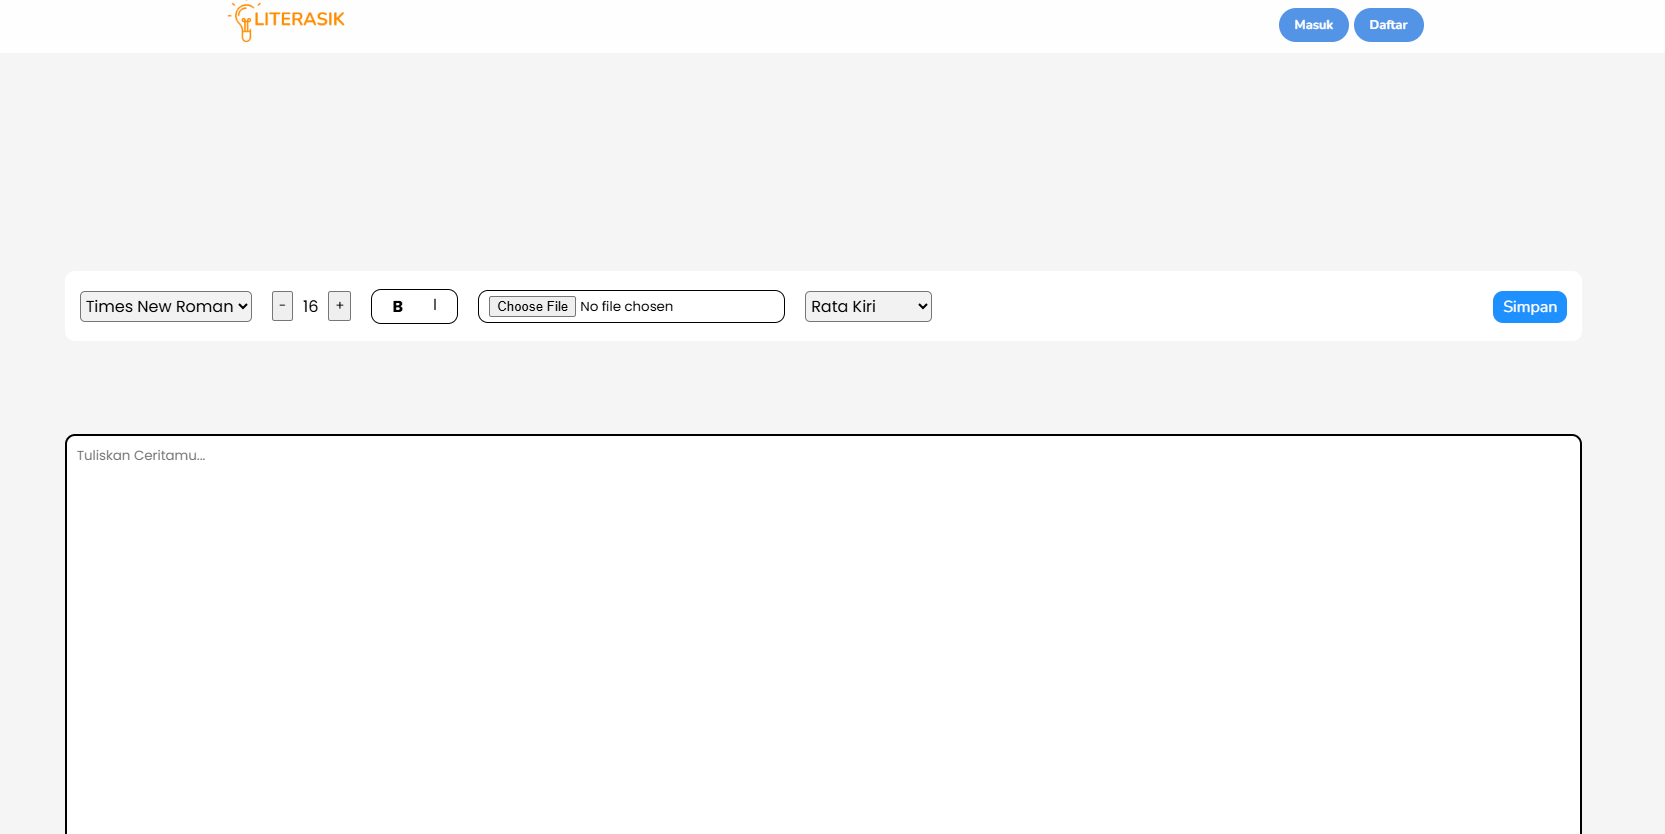 LITERASIK
Masuk Daftar
Times New Roman - 16 + B I Choose File No file chosen Rata Kiri Simpan
Tuliskan Ceritamu...